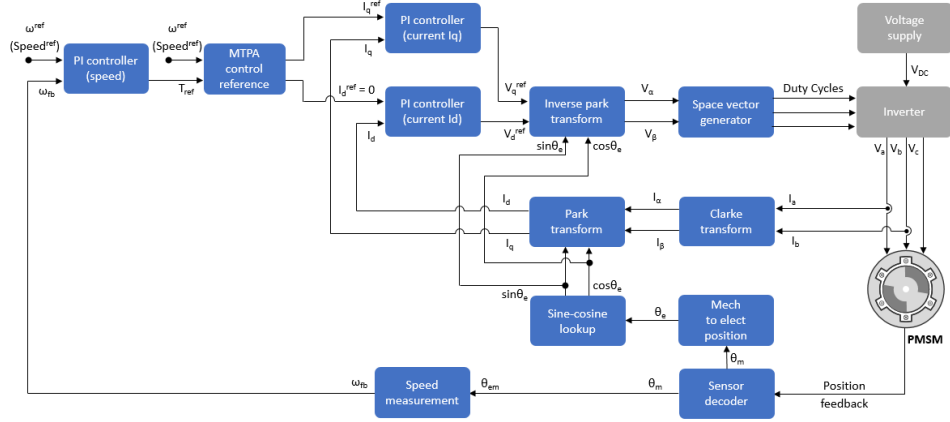 ω^ref
(Speed^ref)
ω_fb
PI controller
(speed)
T_ref
ω^ref
(Speed^ref)
MTPA
control
reference
I_q^ref
I_q
PI controller
(current Iq)
I_d^ref = 0
I_d
PI controller
(current Id)
V_q^ref
V_d^ref
Inverse park
transform
sinθ_e
cosθ_e
V_α
V_β
Space vector
generator
Duty Cycles
Voltage
supply
V_DC
Inverter
V_a V_b V_c
I_d
I_q
Park
transform
I_α
I_β
Clarke
transform
I_a
I_b
sinθ_e
cosθ_e
Sine-cosine
lookup
θ_e
Mech
to elect
position
θ_m
PMSM
ω_fb
Speed
measurement
θ_em
θ_m
Sensor
decoder
Position
feedback